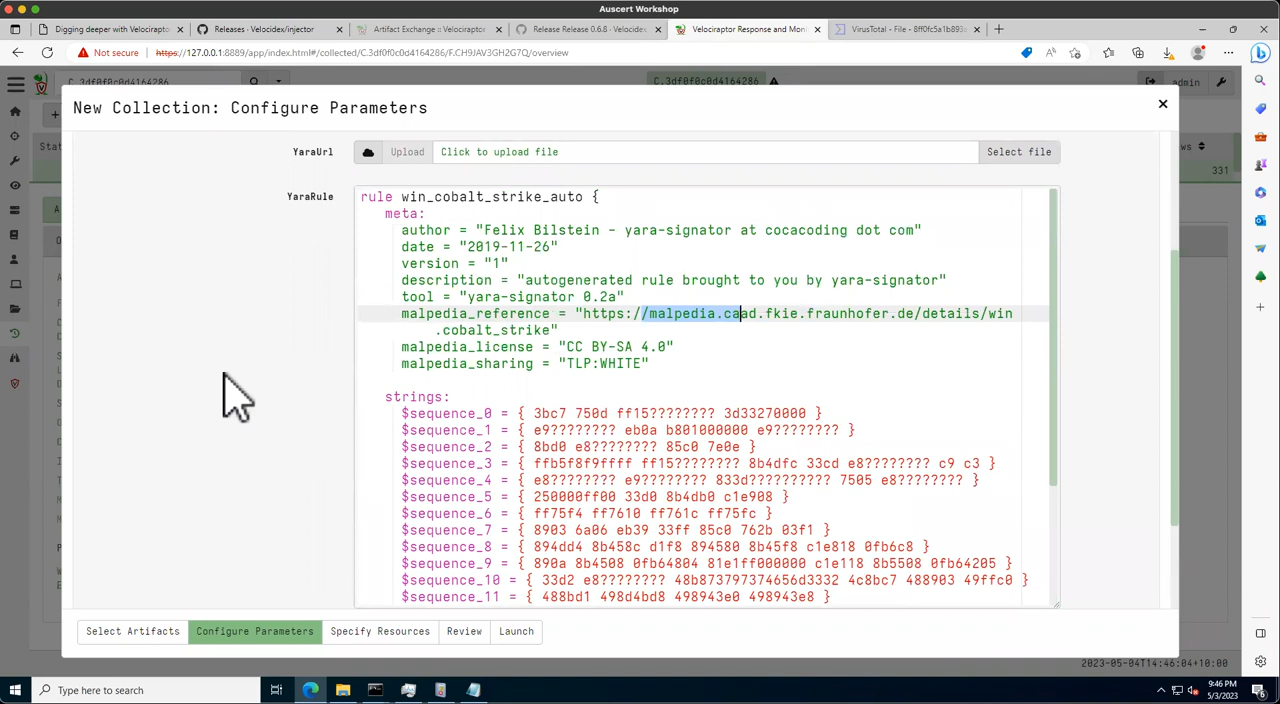 Auscert Workshop
Digging deeper with Velocirapto
Releases · Velocidex/injector
Artifact Exchange :: Velociraptor
Release Release 0.6.8 · Velocidex
Velociraptor Response and Moni
VirusTotal - File - 8ff0fc5a1b893a
Not secure
https://127.0.0.1:8889/app/index.html#/collected/C.3df0f0c0d4164286/F.CH9JAV3GH2G7Q/overview
C.3df0f0c0d4164286
C.3df0f0c0d4164286
admin
New Collection: Configure Parameters
YaraUrl
Upload
Click to upload file
Select file
Stat
ws
331
YaraRule
rule win_cobalt_strike_auto {
meta:
author = "Felix Bilstein - yara-signator at cocacoding dot com"
date = "2019-11-26"
version = "1"
description = "autogenerated rule brought to you by yara-signator"
tool = "yara-signator 0.2a"
malpedia_reference = "https://malpedia.caad.fkie.fraunhofer.de/details/win
.cobalt_strike"
malpedia_license = "CC BY-SA 4.0"
malpedia_sharing = "TLP:WHITE"
strings:
$sequence_0 = { 3bc7 750d ff15???????? 3d33270000 }
$sequence_1 = { e9???????? eb0a b801000000 e9???????? }
$sequence_2 = { 8bd0 e8???????? 85c0 7e0e }
$sequence_3 = { ffb5f8f9ffff ff15???????? 8b4dfc 33cd e8???????? c9 c3 }
$sequence_4 = { e8???????? e9???????? 833d?????????? 7505 e8???????? }
$sequence_5 = { 250000ff00 33d0 8b4db0 c1e908 }
$sequence_6 = { ff75f4 ff7610 ff761c ff75fc }
$sequence_7 = { 8903 6a06 eb39 33ff 85c0 762b 03f1 }
$sequence_8 = { 894dd4 8b458c d1f8 894580 8b45f8 c1e818 0fb6c8 }
$sequence_9 = { 890a 8b4508 0fb64804 81e1ff000000 c1e118 8b5508 0fb64205 }
$sequence_10 = { 33d2 e8???????? 48b873797374656d3332 4c8bc7 488903 49ffc0 }
$sequence_11 = { 488bd1 498d4bd8 498943e0 498943e8 }
Select Artifacts
Configure Parameters
Specify Resources
Review
Launch
2023-05-04T14:46:04+10:00
Type here to search
9:46 PM
5/3/2023